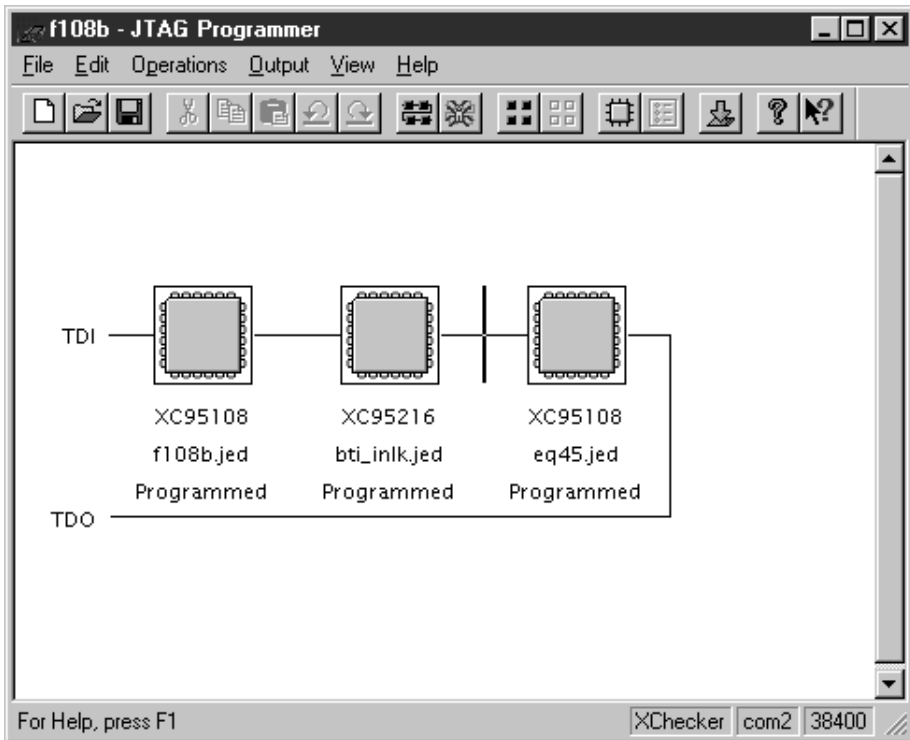 f108b - JTAG Programmer
File Edit Operations Output View Help
TDI
XC95108 XC95216 XC95108
f108b.jed bti_inlk.jed eq45.jed
Programmed Programmed Programmed
TDO
For Help, press F1 XChecker com2 38400